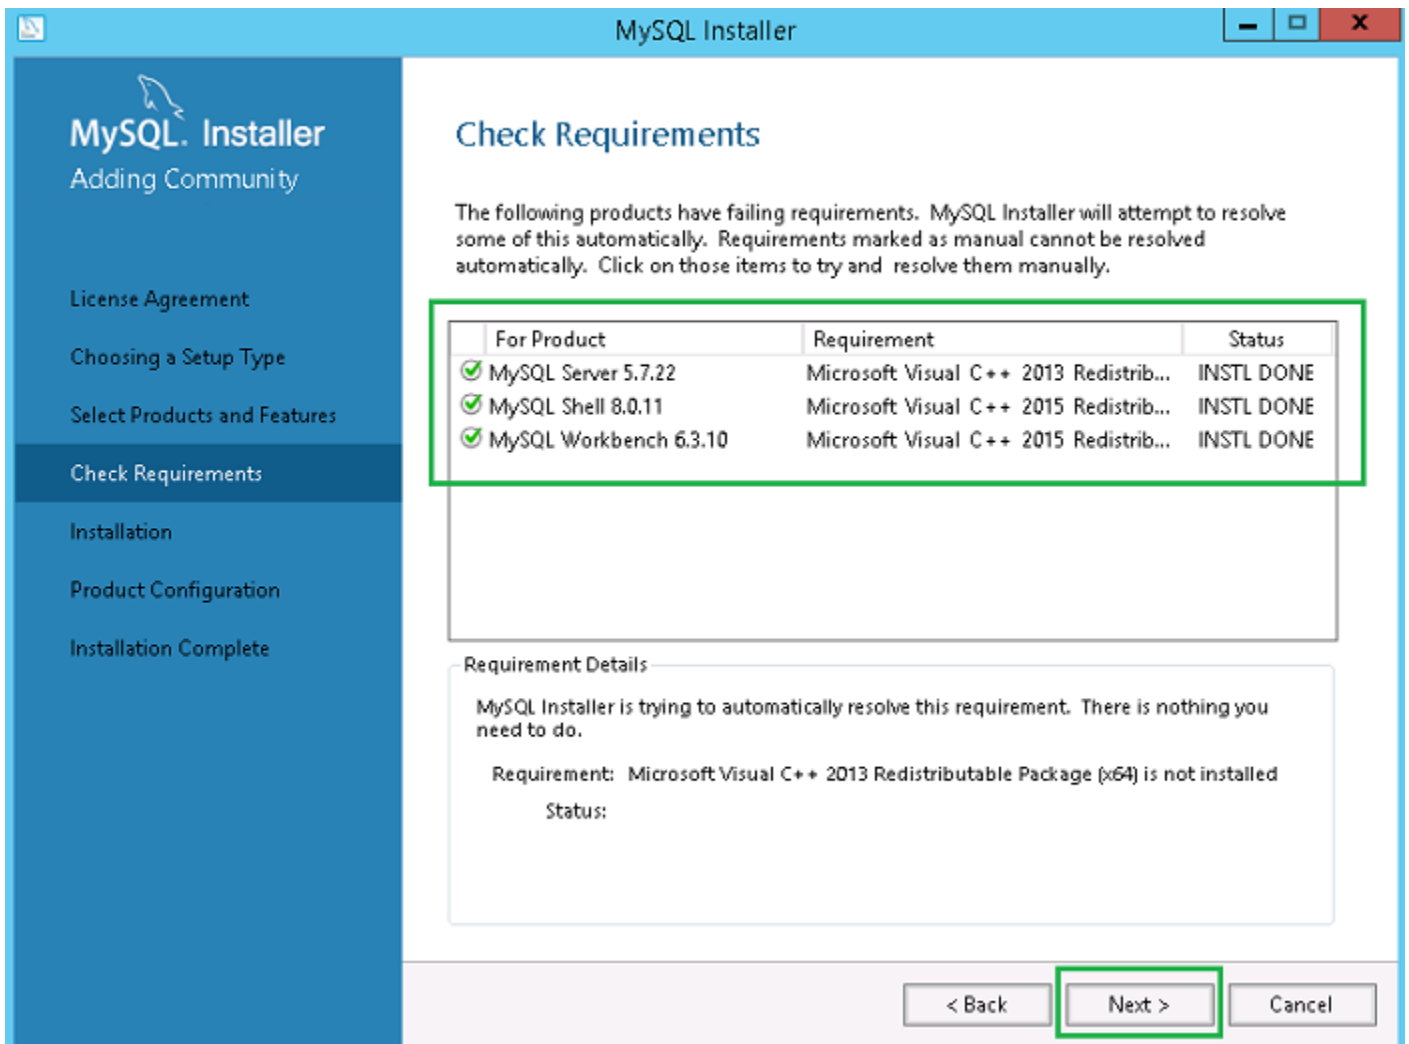 MySQL Installer
MySQL. Installer
Adding Community
License Agreement
Choosing a Setup Type
Select Products and Features
Check Requirements
Installation
Product Configuration
Installation Complete
Check Requirements
The following products have failing requirements. MySQL Installer will attempt to resolve
some of this automatically. Requirements marked as manual cannot be resolved
automatically. Click on those items to try and resolve them manually.
For Product Requirement Status
MySQL Server 5.7.22 Microsoft Visual C++ 2013 Redistrib... INSTL DONE
MySQL Shell 8.0.11 Microsoft Visual C++ 2015 Redistrib... INSTL DONE
MySQL Workbench 6.3.10 Microsoft Visual C++ 2015 Redistrib... INSTL DONE
Requirement Details
MySQL Installer is trying to automatically resolve this requirement. There is nothing you
need to do.
Requirement: Microsoft Visual C++ 2013 Redistributable Package (x64) is not installed
Status:
< Back Next > Cancel